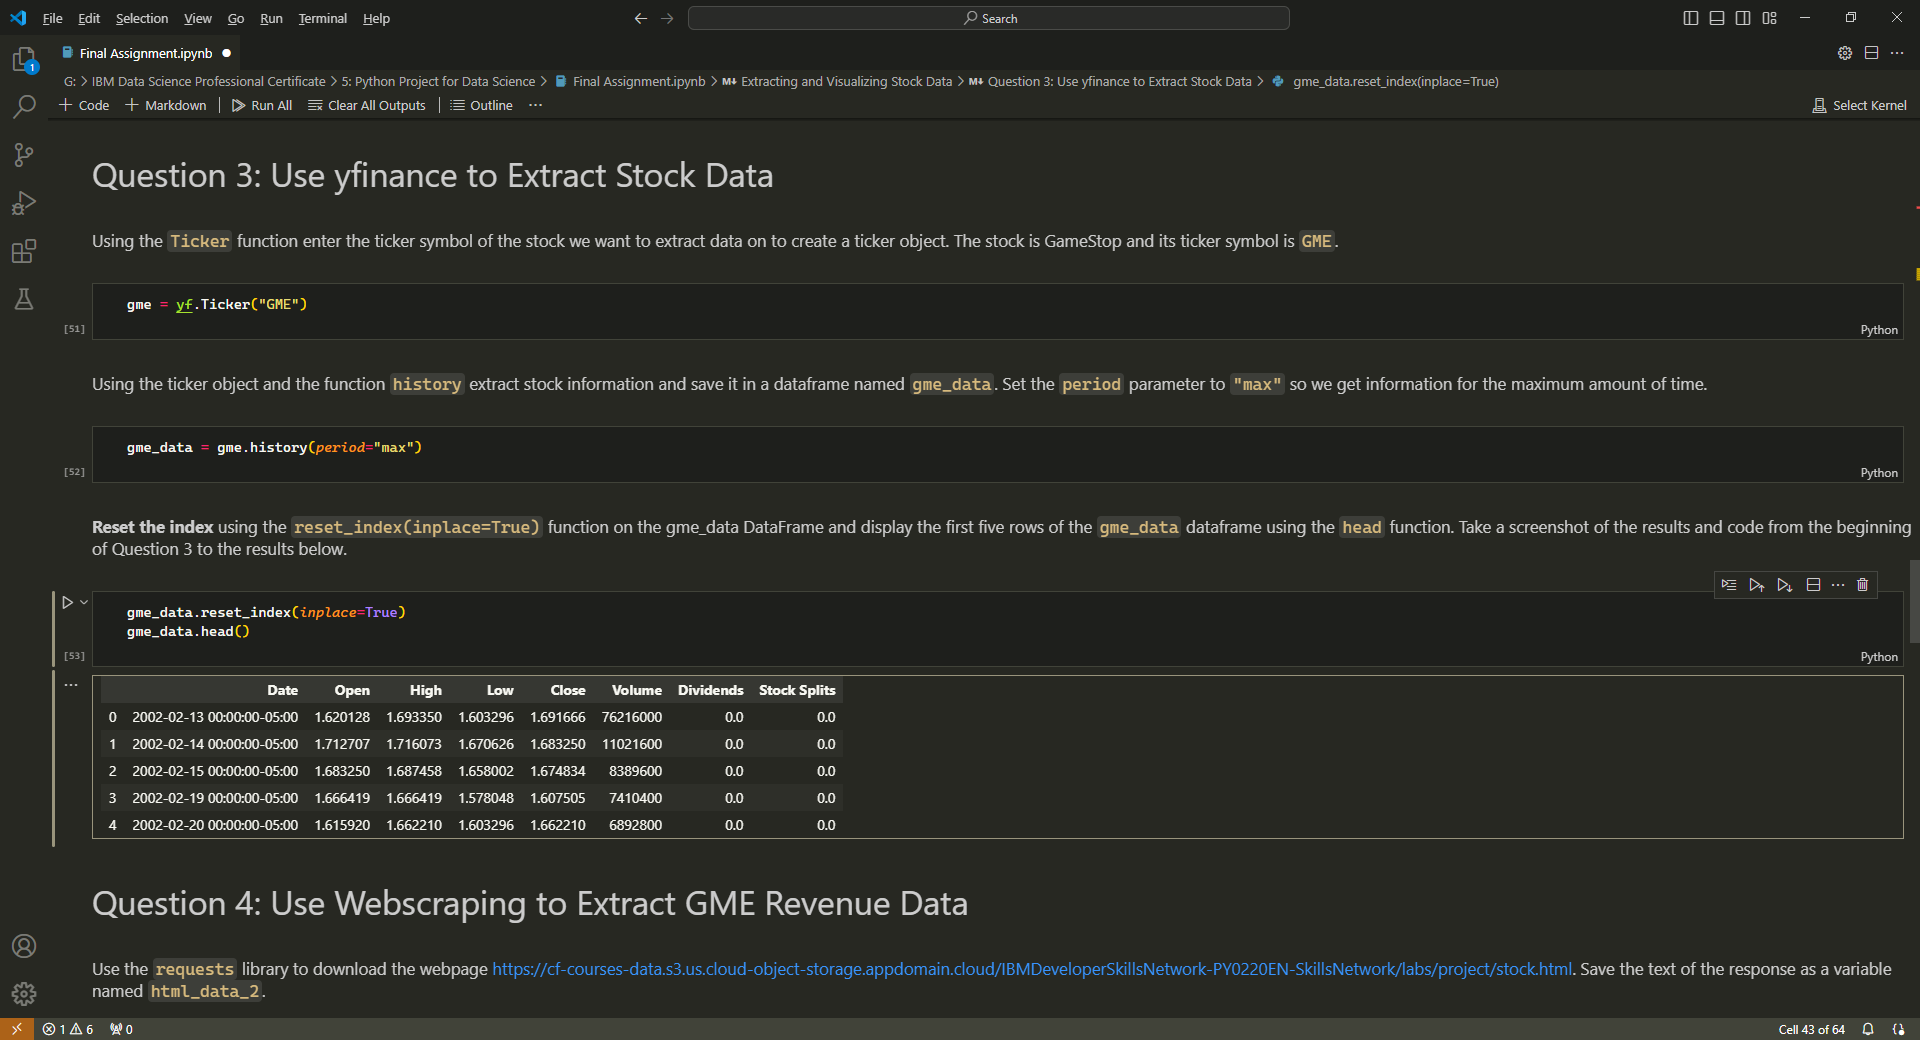 File Edit Selection View Go Run Terminal Help
Search
Final Assignment.ipynb
G: > IBM Data Science Professional Certificate > 5: Python Project for Data Science > Final Assignment.ipynb > M↓ Extracting and Visualizing Stock Data > M↓ Question 3: Use yfinance to Extract Stock Data > gme_data.reset_index(inplace=True)
+ Code + Markdown | Run All Clear All Outputs | Outline ...
Select Kernel
1
Question 3: Use yfinance to Extract Stock Data
Using the Ticker function enter the ticker symbol of the stock we want to extract data on to create a ticker object. The stock is GameStop and its ticker symbol is GME.
gme = yf.Ticker("GME")
[51]
Python
Using the ticker object and the function history extract stock information and save it in a dataframe named gme_data. Set the period parameter to "max" so we get information for the maximum amount of time.
gme_data = gme.history(period="max")
[52]
Python
Reset the index using the reset_index(inplace=True) function on the gme_data DataFrame and display the first five rows of the gme_data dataframe using the head function. Take a screenshot of the results and code from the beginning
of Question 3 to the results below.
gme_data.reset_index(inplace=True)
gme_data.head()
[53]
Python
...
Date Open High Low Close Volume Dividends Stock Splits
0 2002-02-13 00:00:00-05:00 1.620128 1.693350 1.603296 1.691666 76216000 0.0 0.0
1 2002-02-14 00:00:00-05:00 1.712707 1.716073 1.670626 1.683250 11021600 0.0 0.0
2 2002-02-15 00:00:00-05:00 1.683250 1.687458 1.658002 1.674834 8389600 0.0 0.0
3 2002-02-19 00:00:00-05:00 1.666419 1.666419 1.578048 1.607505 7410400 0.0 0.0
4 2002-02-20 00:00:00-05:00 1.615920 1.662210 1.603296 1.662210 6892800 0.0 0.0
Question 4: Use Webscraping to Extract GME Revenue Data
Use the requests library to download the webpage https://cf-courses-data.s3.us.cloud-object-storage.appdomain.cloud/IBMDeveloperSkillsNetwork-PY0220EN-SkillsNetwork/labs/project/stock.html. Save the text of the response as a variable
named html_data_2.
1 6 0
Cell 43 of 64